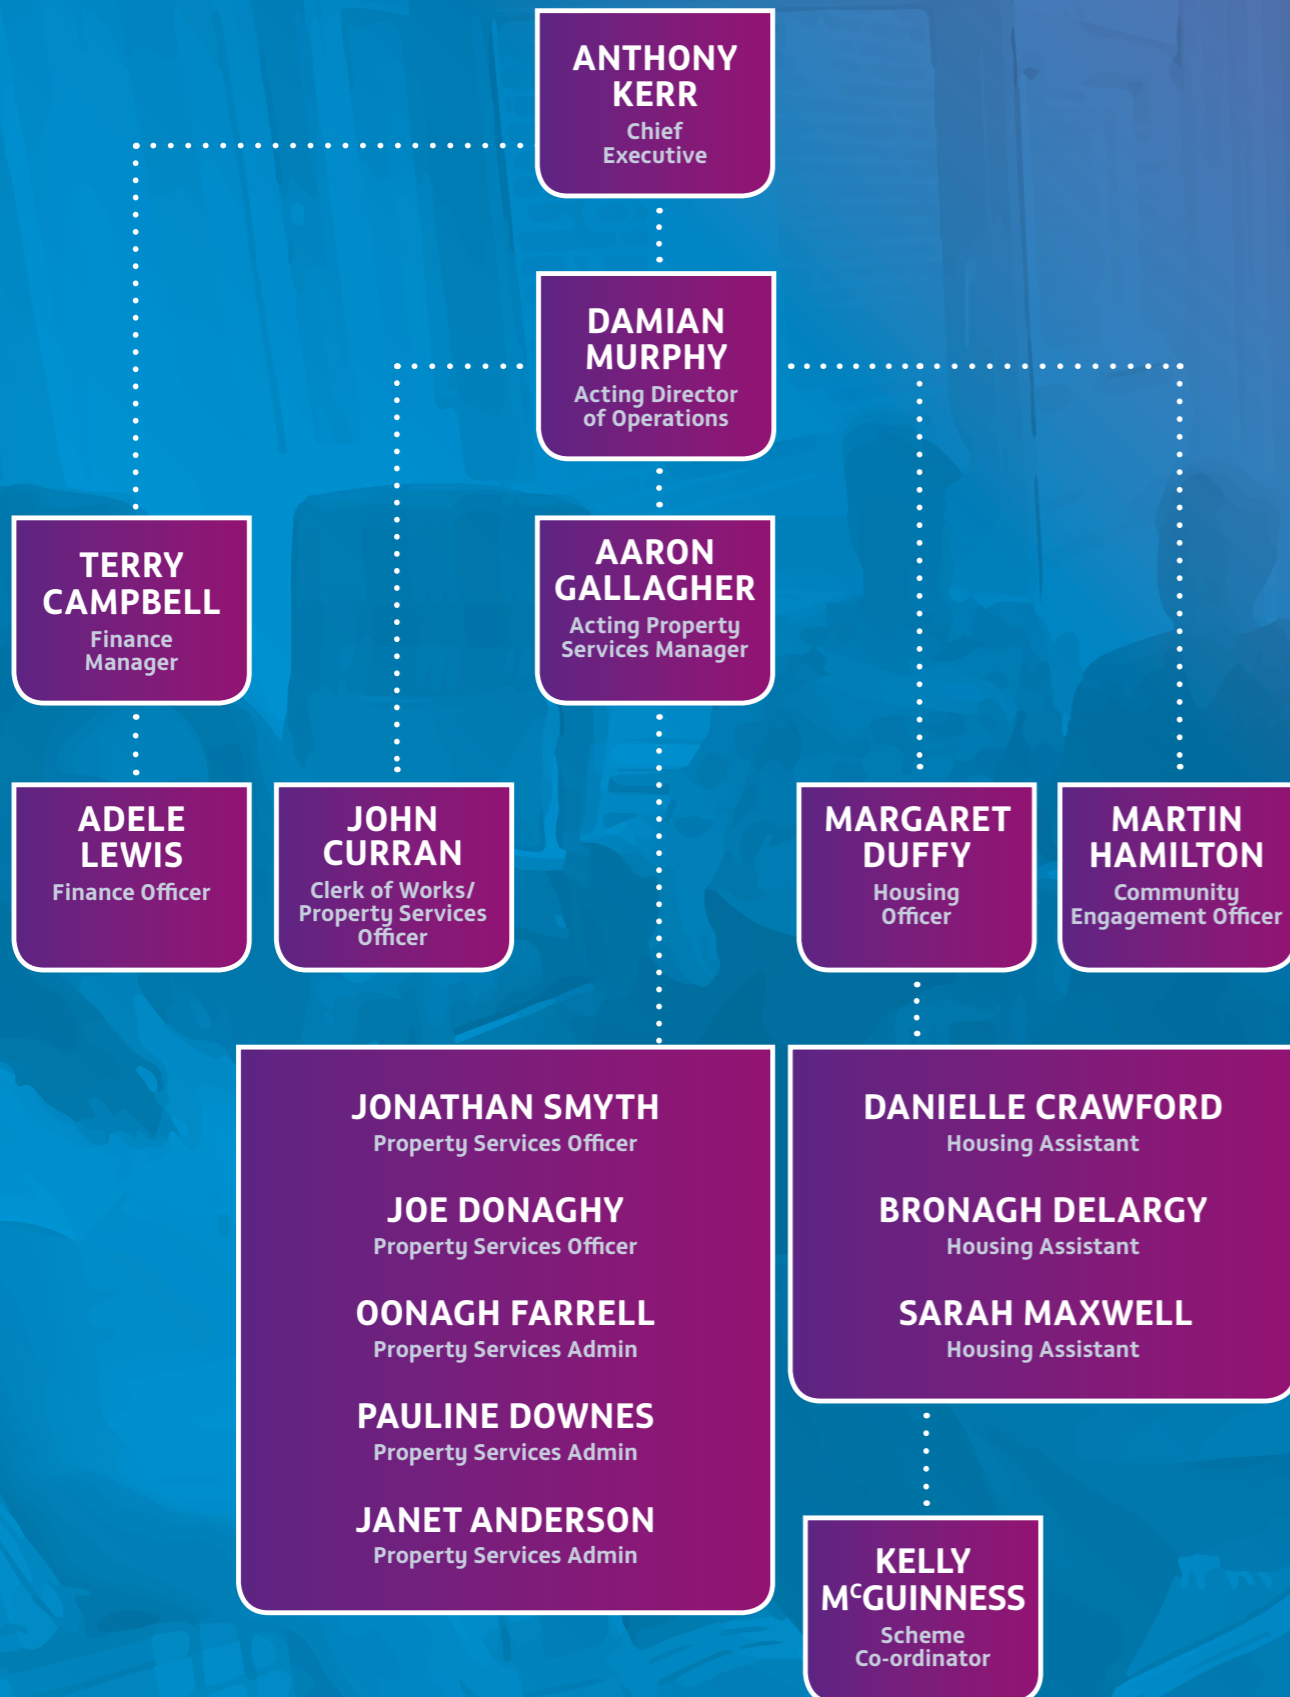 ANTHONY
KERR
Chief
Executive
DAMIAN
MURPHY
Acting Director
of Operations
TERRY
CAMPBELL
Finance
Manager
AARON
GALLAGHER
Acting Property
Services Manager
ADELE
LEWIS
Finance Officer
JOHN
CURRAN
Clerk of Works/
Property Services
Officer
MARGARET
DUFFY
Housing
Officer
MARTIN
HAMILTON
Community
Engagement Officer
JONATHAN SMYTH
Property Services Officer
JOE DONAGHY
Property Services Officer
OONAGH FARRELL
Property Services Admin
PAULINE DOWNES
Property Services Admin
JANET ANDERSON
Property Services Admin
DANIELLE CRAWFORD
Housing Assistant
BRONAGH DELARGY
Housing Assistant
SARAH MAXWELL
Housing Assistant
KELLY
McGUINNESS
Scheme
Co-ordinator